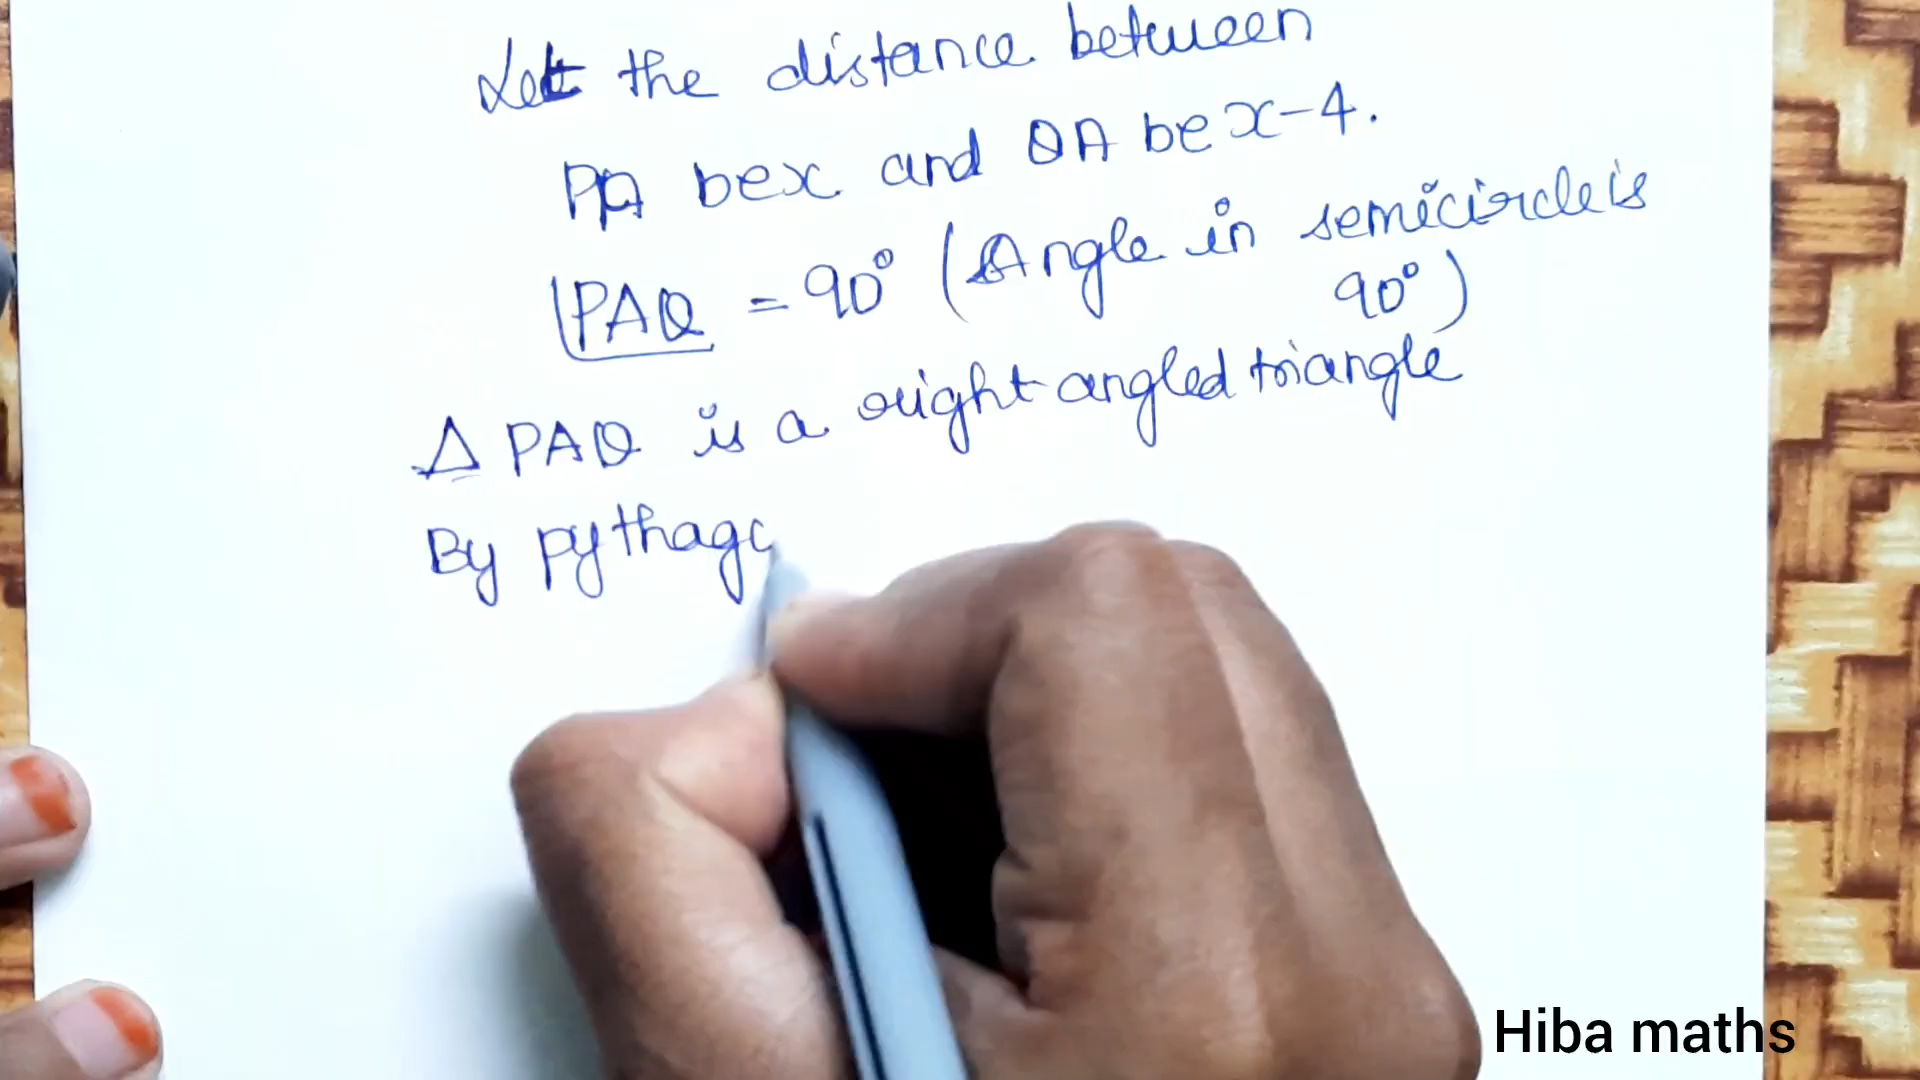 Let the distance between
PA be x and QA be x-4.
∠PAQ = 90° (Angle in semicircle is
90°)
△ PAQ is a right angled triangle
By pythago
Hiba maths